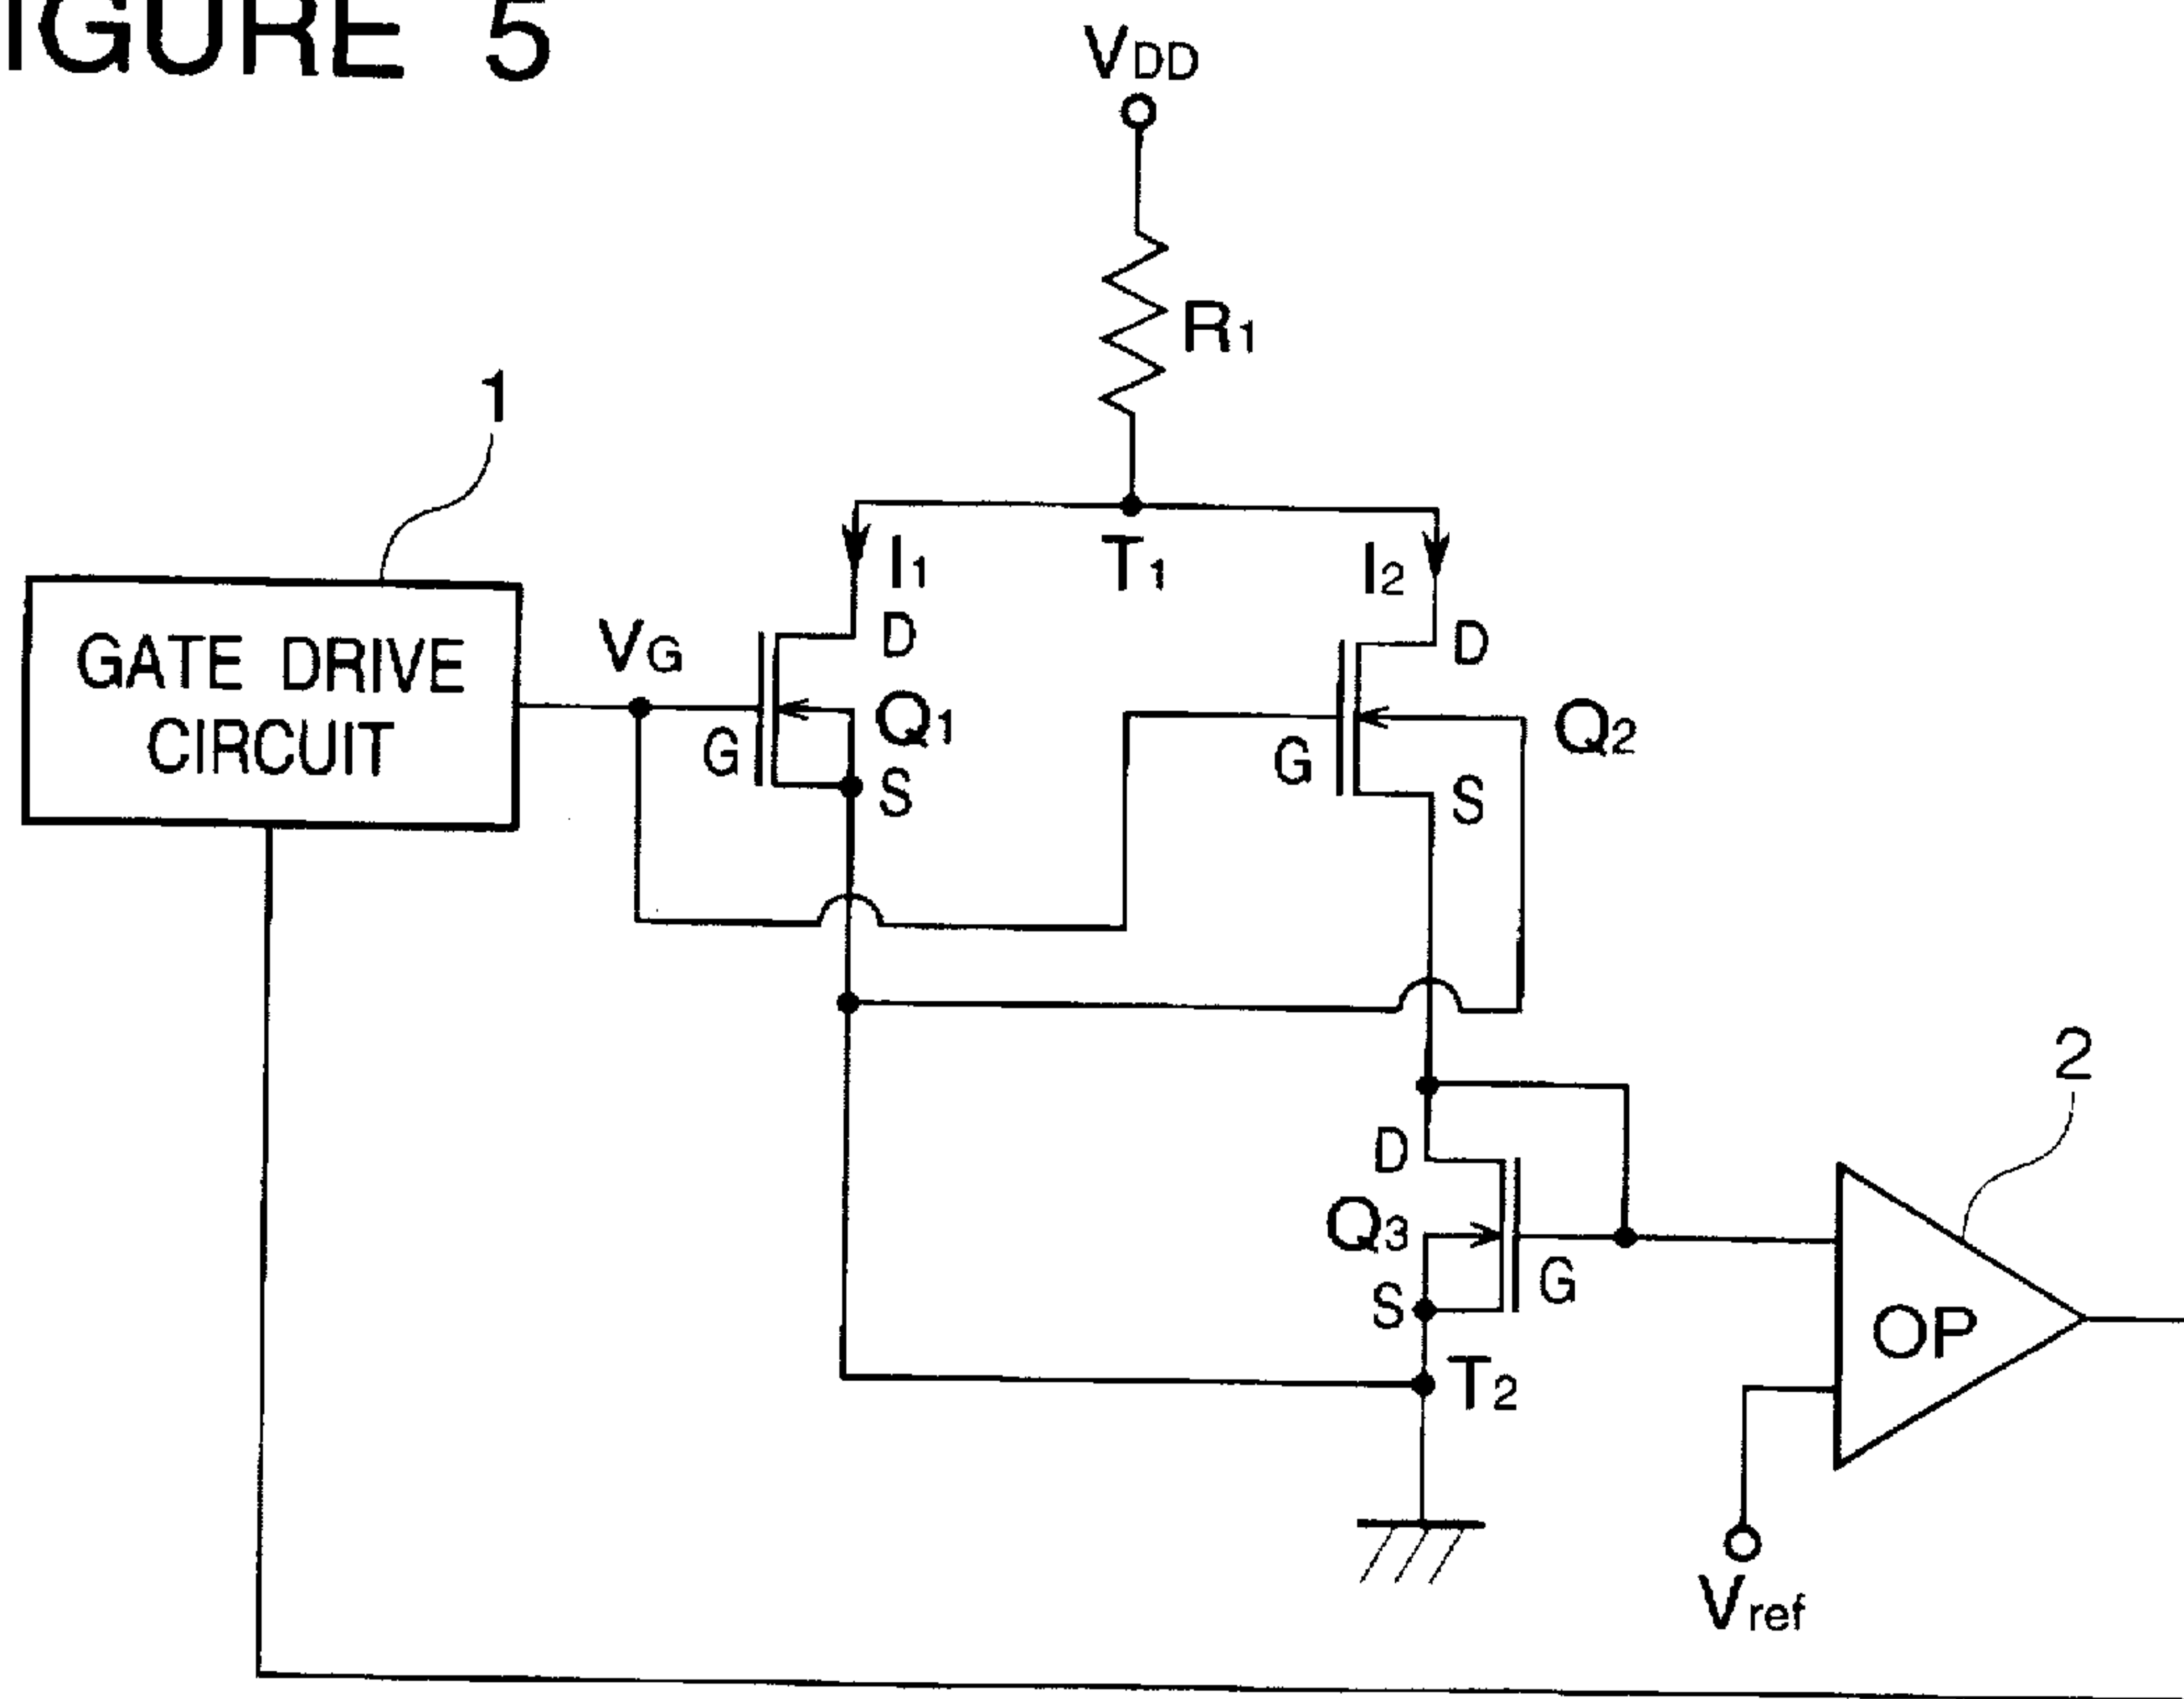 IGURE 5
VDD
R1
1
I1
T1
I2
GATE DRIVE
CIRCUIT
VG
D
Q1
G
S
D
Q2
G
S
2
D
Q3
G
S
OP
T2
Vref